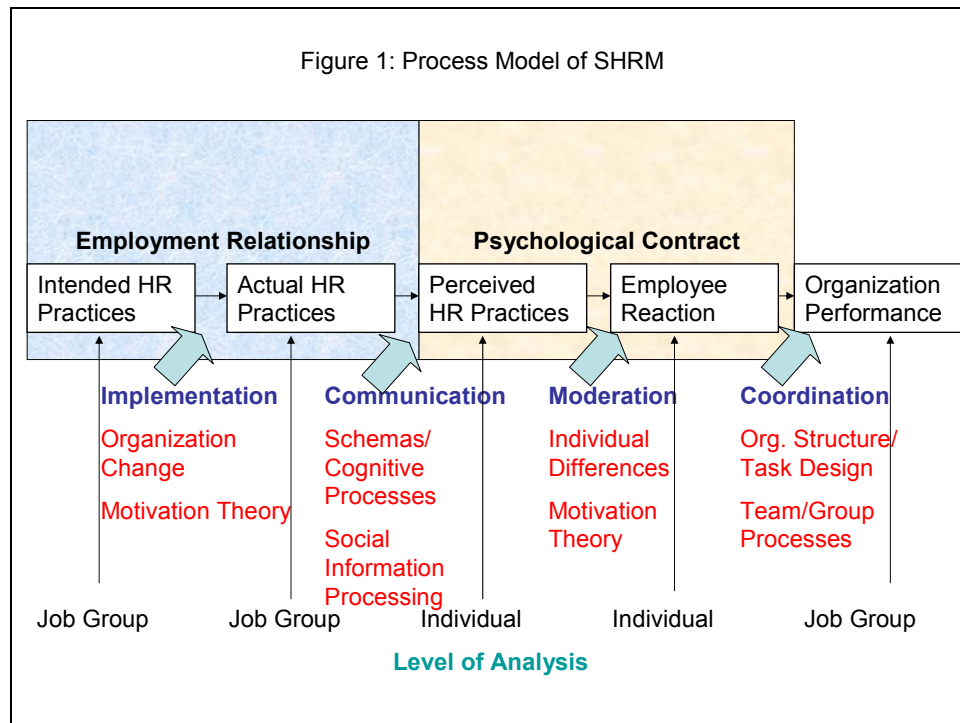 Figure 1: Process Model of SHRM
Employment Relationship
Psychological Contract
Intended HR
Practices
Actual HR
Practices
Perceived
HR Practices
Employee
Reaction
Organization
Performance
Implementation
Organization
Change
Motivation Theory
Communication
Schemas/
Cognitive
Processes
Social
Information
Processing
Moderation
Individual
Differences
Motivation
Theory
Coordination
Org. Structure/
Task Design
Team/Group
Processes
Job Group
Job Group
Individual
Individual
Job Group
Level of Analysis